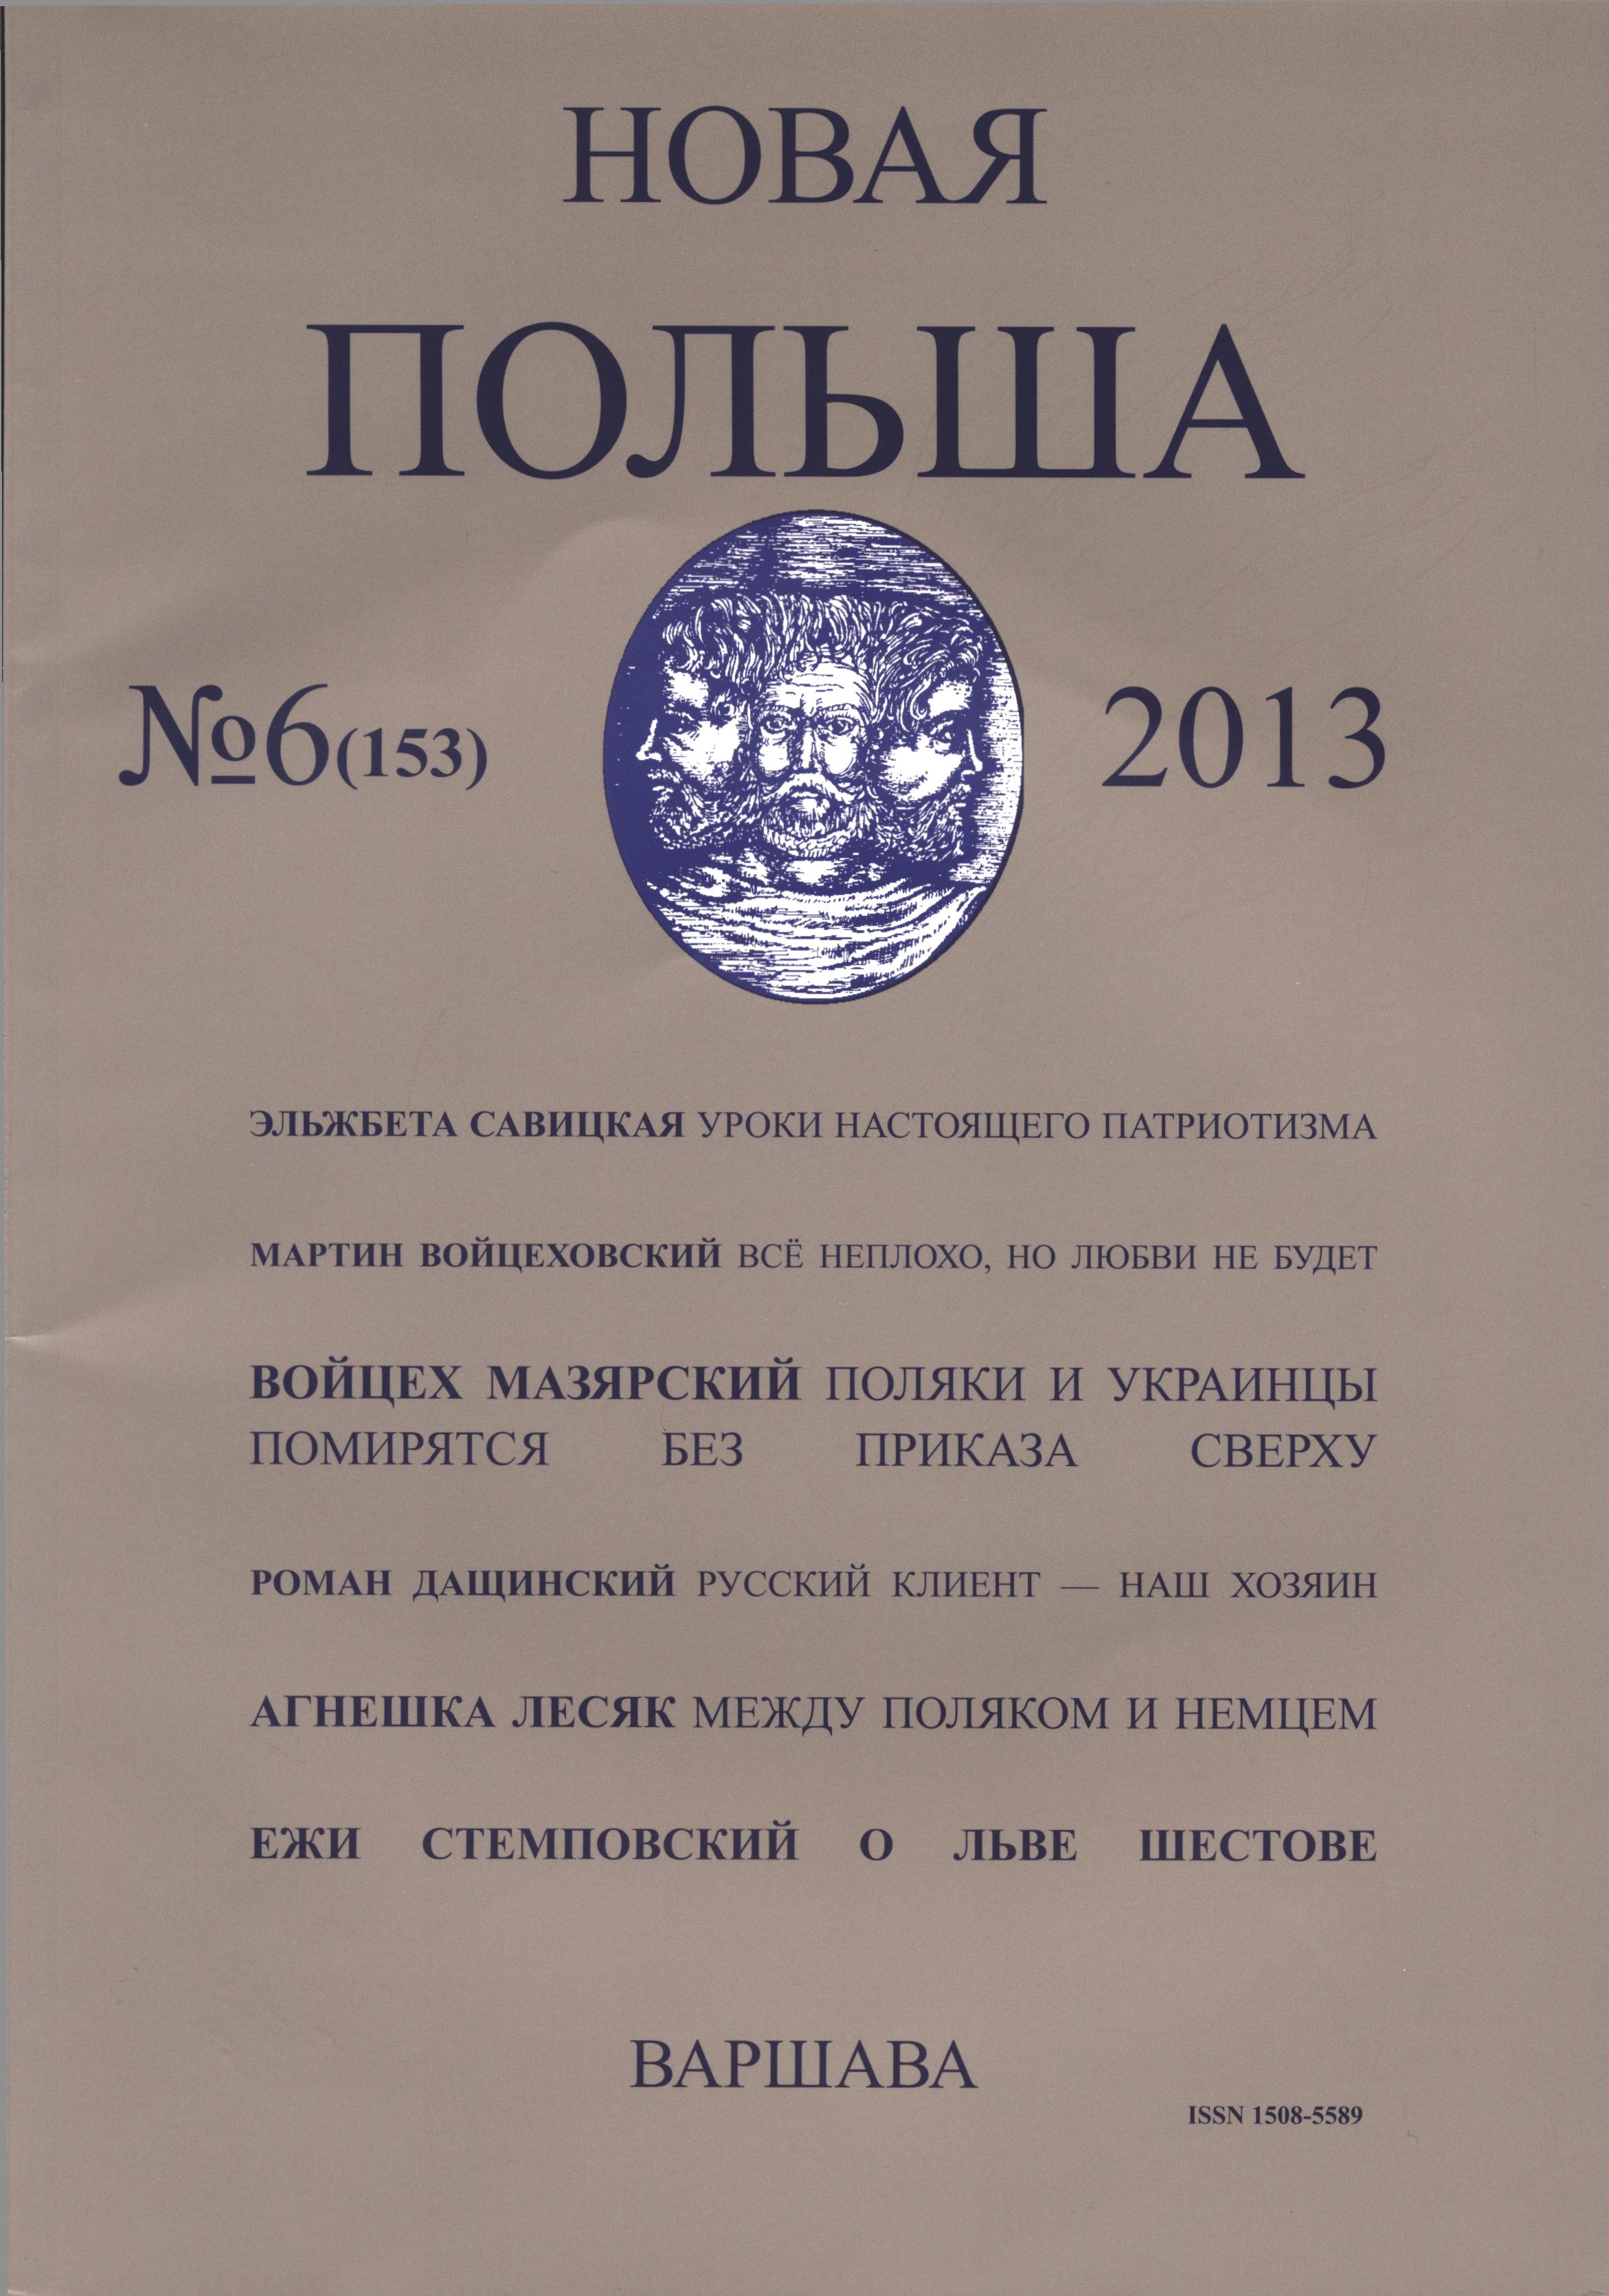 НОВАЯ
ПОЛЬША
№6(153)
2013
ЭЛЬЖБЕТА САВИЦКАЯ УРОКИ НАСТОЯЩЕГО ПАТРИОТИЗМА
МАРТИН ВОЙЦЕХОВСКИЙ ВСЁ НЕПЛОХО, НО ЛЮБВИ НЕ БУДЕТ
ВОЙЦЕХ МАЗЯРСКИЙ ПОЛЯКИ И УКРАИНЦЫ
ПОМИРЯТСЯ БЕЗ ПРИКАЗА СВЕРХУ
РОМАН ДАЩИНСКИЙ РУССКИЙ КЛИЕНТ — НАШ ХОЗЯИН
АГНЕШКА ЛЕСЯК МЕЖДУ ПОЛЯКОМ И НЕМЦЕМ
ЕЖИ СТЕМПОВСКИЙ О ЛЬВЕ ШЕСТОВЕ
ВАРШАВА
ISSN 1508-5589